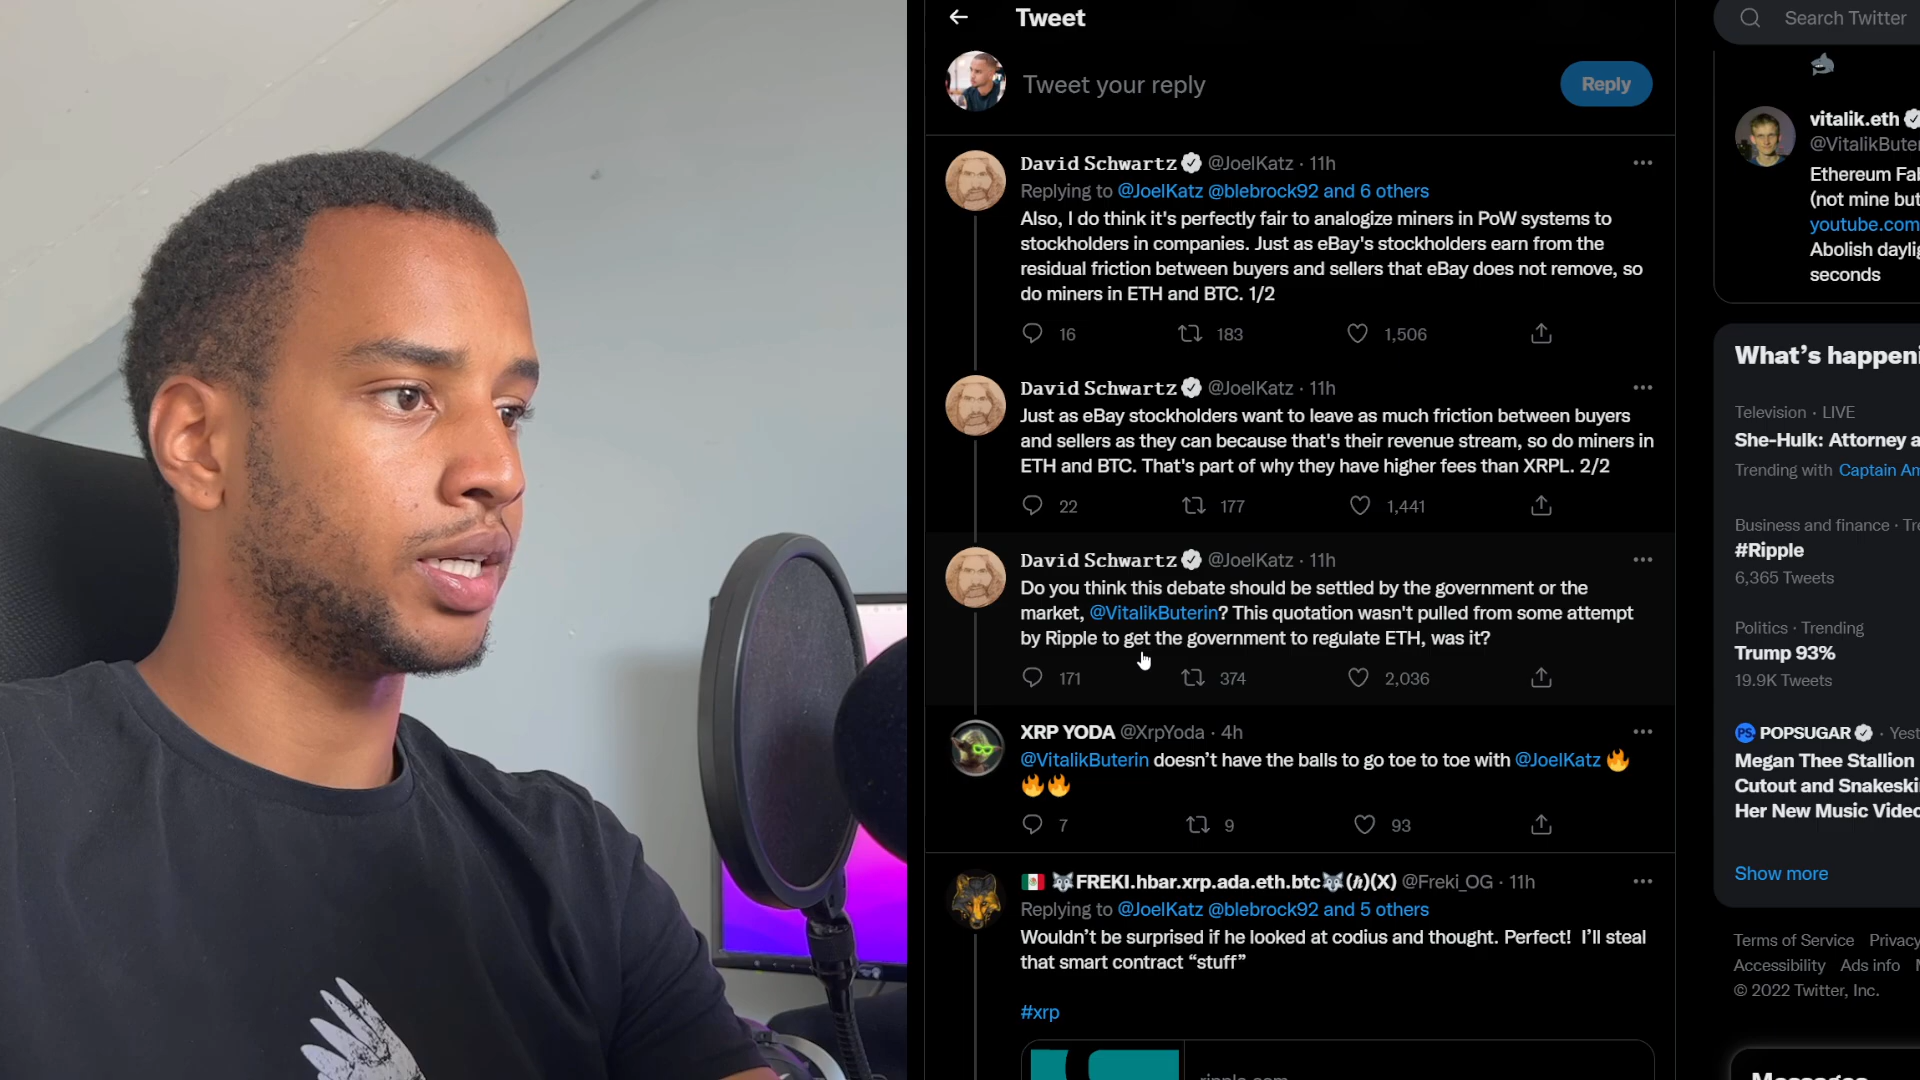 Tweet
Search Twitter
Tweet your reply
Reply
David Schwartz @JoelKatz · 11h
Replying to @JoelKatz @blebrock92 and 6 others
Also, I do think it's perfectly fair to analogize miners in PoW systems to
stockholders in companies. Just as eBay's stockholders earn from the
residual friction between buyers and sellers that eBay does not remove, so
do miners in ETH and BTC. 1/2
16 183 1,506
David Schwartz @JoelKatz · 11h
Just as eBay stockholders want to leave as much friction between buyers
and sellers as they can because that's their revenue stream, so do miners in
ETH and BTC. That's part of why they have higher fees than XRPL. 2/2
22 177 1,441
David Schwartz @JoelKatz · 11h
Do you think this debate should be settled by the government or the
market, @VitalikButerin? This quotation wasn't pulled from some attempt
by Ripple to get the government to regulate ETH, was it?
171 374 2,036
XRP YODA @XrpYoda · 4h
@VitalikButerin doesn’t have the balls to go toe to toe with @JoelKatz 🔥
🔥🔥
7 9 93
🇲🇽 🐺FREKI.hbar.xrp.ada.eth.btc🐺(ℏ)(X) @Freki_OG · 11h
Replying to @JoelKatz @blebrock92 and 5 others
Wouldn’t be surprised if he looked at codius and thought. Perfect! I’ll steal
that smart contract “stuff”
#xrp
vitalik.eth
@VitalikBute
Ethereum Fa
(not mine but
youtube.com
Abolish dayli
seconds
What’s happeni
Television · LIVE
She-Hulk: Attorney a
Trending with Captain Am
Business and finance · Tre
#Ripple
6,365 Tweets
Politics · Trending
Trump 93%
19.9K Tweets
POPSUGAR · Yest
Megan Thee Stallion
Cutout and Snakeski
Her New Music Video
Show more
Terms of Service Privacy
Accessibility Ads info
© 2022 Twitter, Inc.